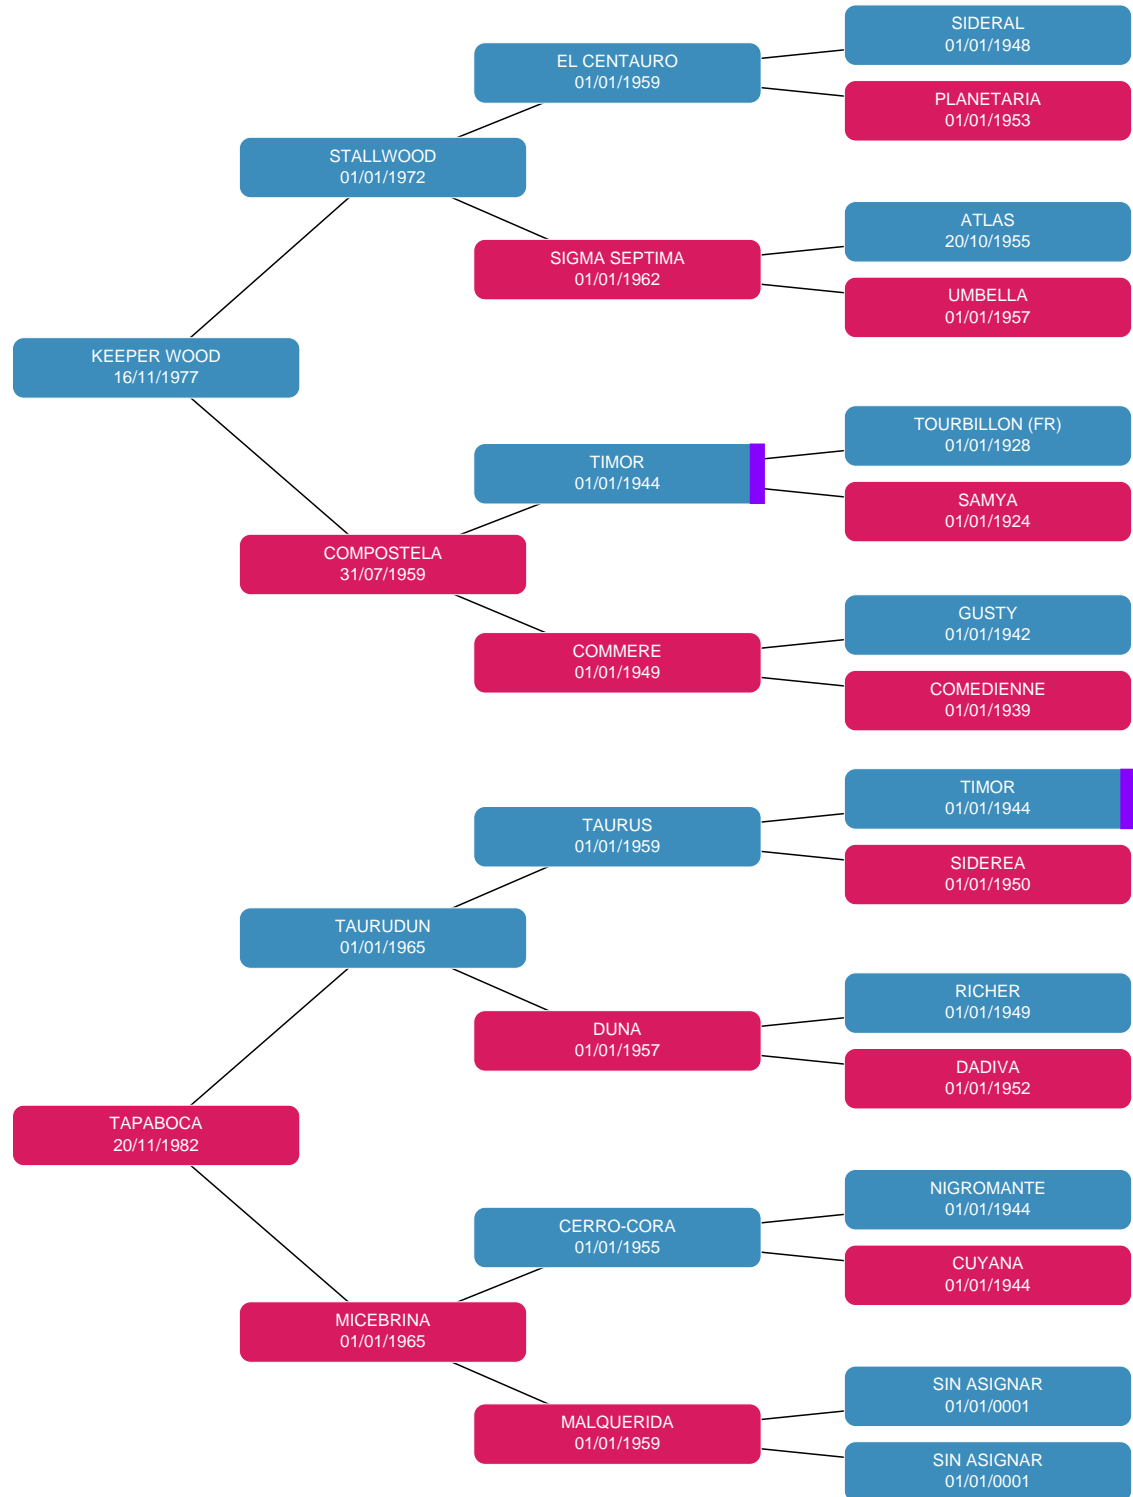 SIDERAL
01/01/1948
EL CENTAURO
01/01/1959
PLANETARIA
01/01/1953
STALLWOOD
01/01/1972
ATLAS
20/10/1955
SIGMA SEPTIMA
01/01/1962
UMBELLA
01/01/1957
KEEPER WOOD
16/11/1977
TOURBILLON (FR)
01/01/1928
TIMOR
01/01/1944
SAMYA
01/01/1924
COMPOSTELA
31/07/1959
GUSTY
01/01/1942
COMMERE
01/01/1949
COMEDIENNE
01/01/1939
TIMOR
01/01/1944
TAURUS
01/01/1959
SIDEREA
01/01/1950
TAURUDUN
01/01/1965
RICHER
01/01/1949
DUNA
01/01/1957
DADIVA
01/01/1952
TAPABOCA
20/11/1982
NIGROMANTE
01/01/1944
CERRO-CORA
01/01/1955
CUYANA
01/01/1944
MICEBRINA
01/01/1965
SIN ASIGNAR
01/01/0001
MALQUERIDA
01/01/1959
SIN ASIGNAR
01/01/0001